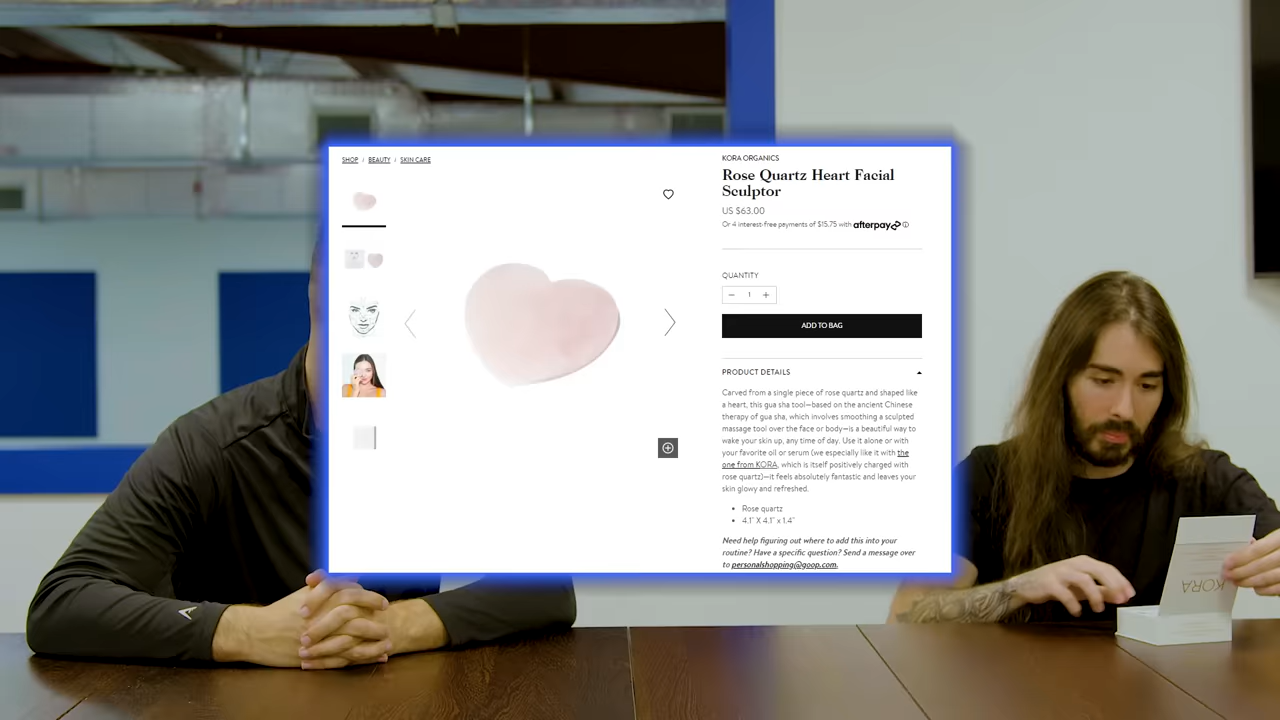 SHOP / BEAUTY / SKIN CARE
KORA ORGANICS
Rose Quartz Heart Facial
Sculptor
US $63.00
Or 4 interest-free payments of $15.75 with afterpay
QUANTITY
− 1 +
ADD TO BAG
PRODUCT DETAILS
Carved from a single piece of rose quartz and shaped like
a heart, this gua sha tool—based on the ancient Chinese
therapy of gua sha, which involves smoothing a sculpted
massage tool over the face or body—is a beautiful way to
wake your skin up, any time of day. Use it alone or with
your favorite oil or serum (we especially like it with the
one from KORA, which is itself positively charged with
rose quartz)—it feels absolutely fantastic and leaves your
skin glowy and refreshed.
• Rose quartz
• 4.1" X 4.1" x 1.4"
Need help figuring out where to add this into your
routine? Have a specific question? Send a message over
to personalshopping@goop.com.
KORA